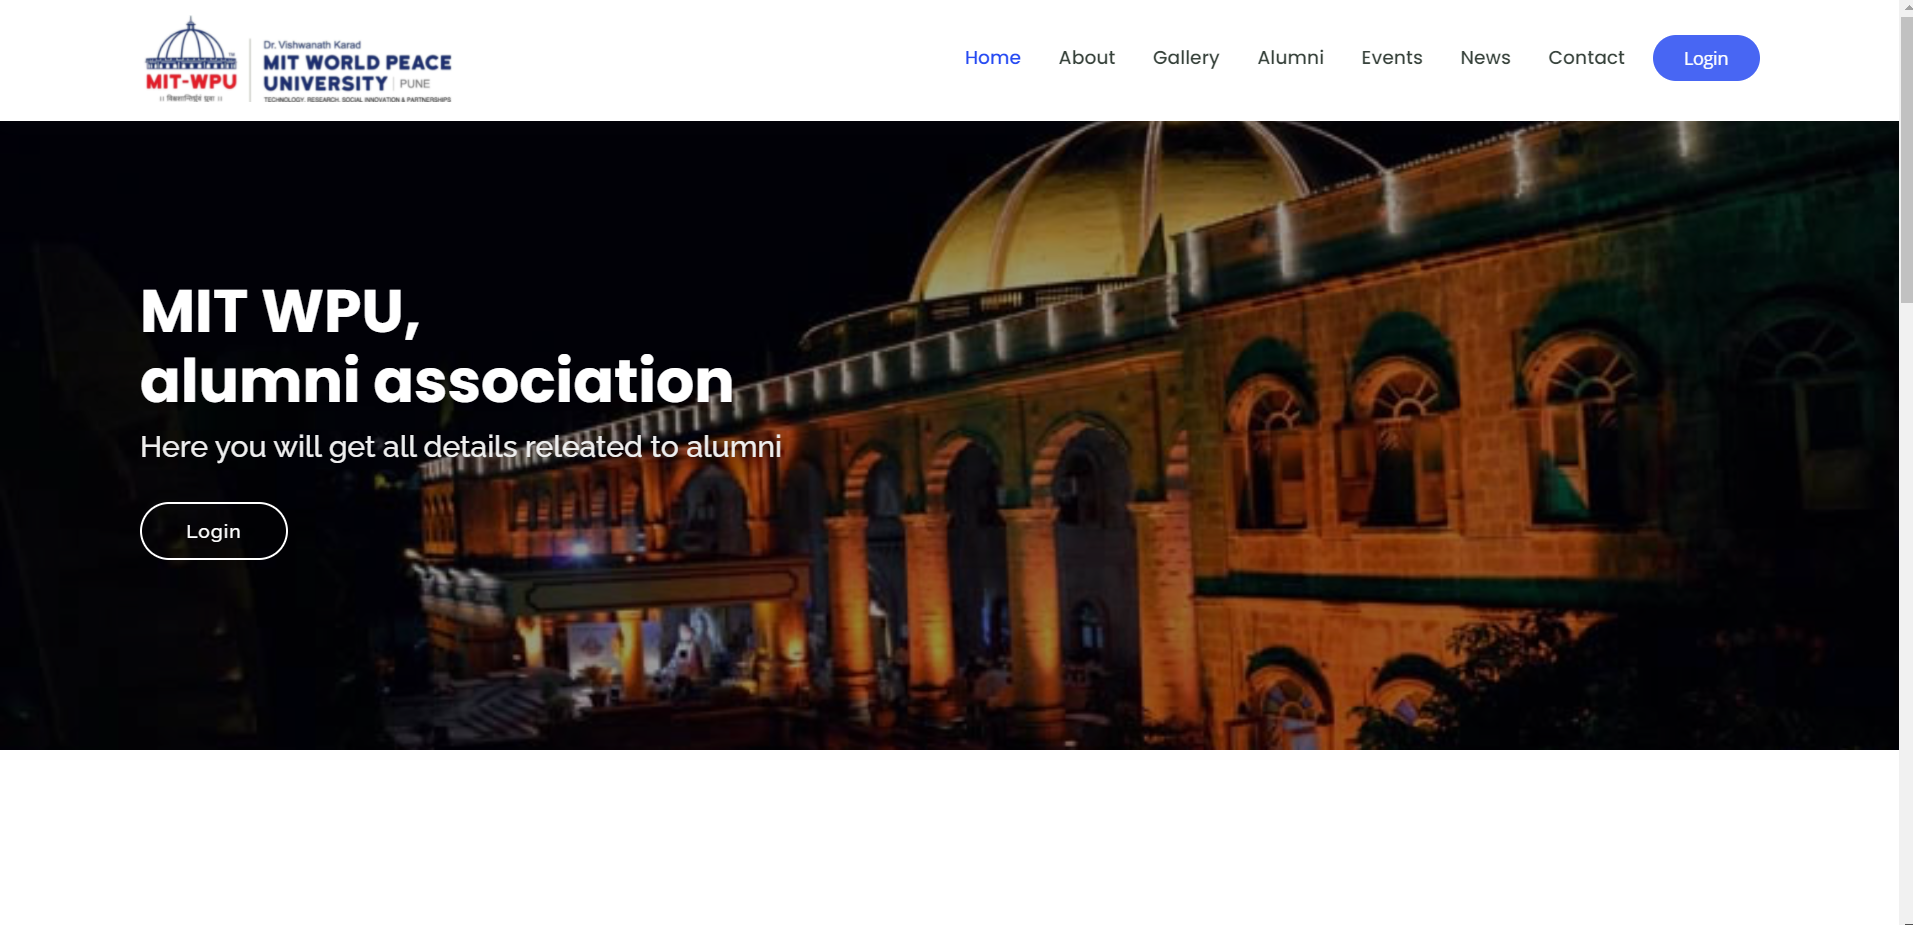 Dr. Vishwanath Karad
MIT WORLD PEACE
UNIVERSITY | PUNE
TECHNOLOGY, RESEARCH, SOCIAL INNOVATION & PARTNERSHIPS
TM
MIT-WPU
Home About Gallery Alumni Events News Contact Login
MIT WPU,
alumni association
Here you will get all details releated to alumni
Login